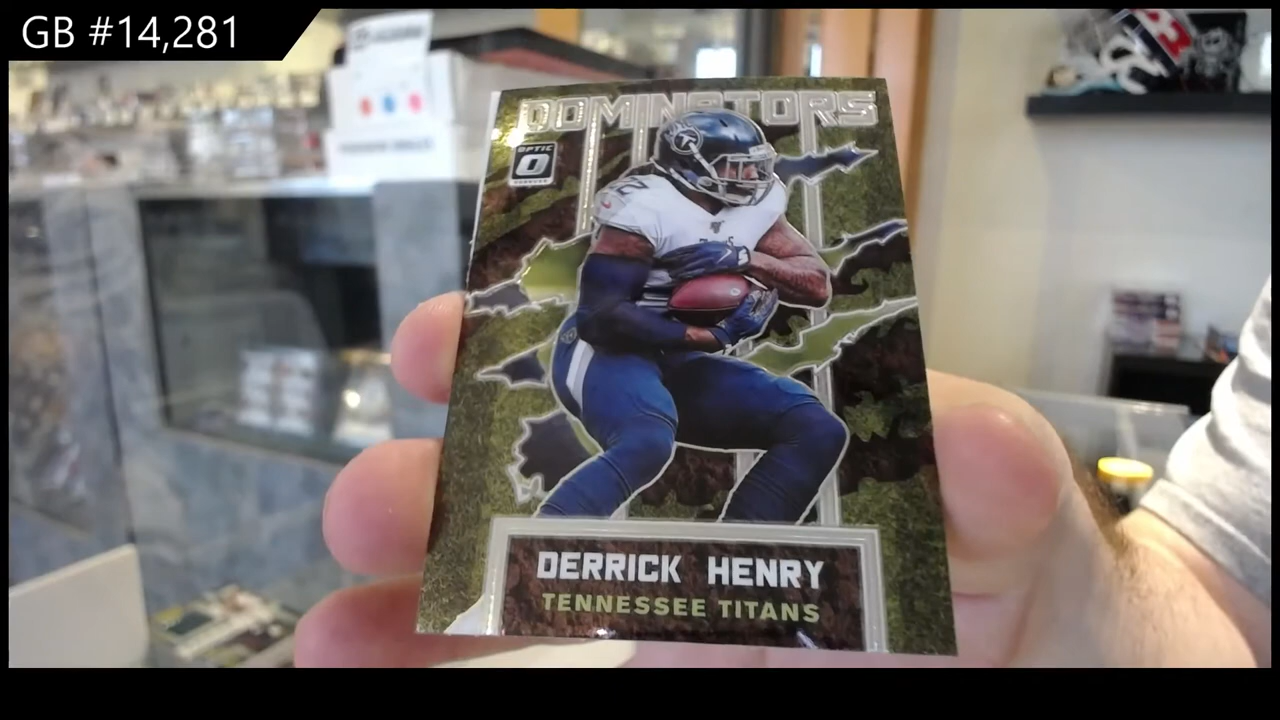 GB #14,281
DOMINATORS
OPTIC
O
DERRICK HENRY
TENNESSEE TITANS